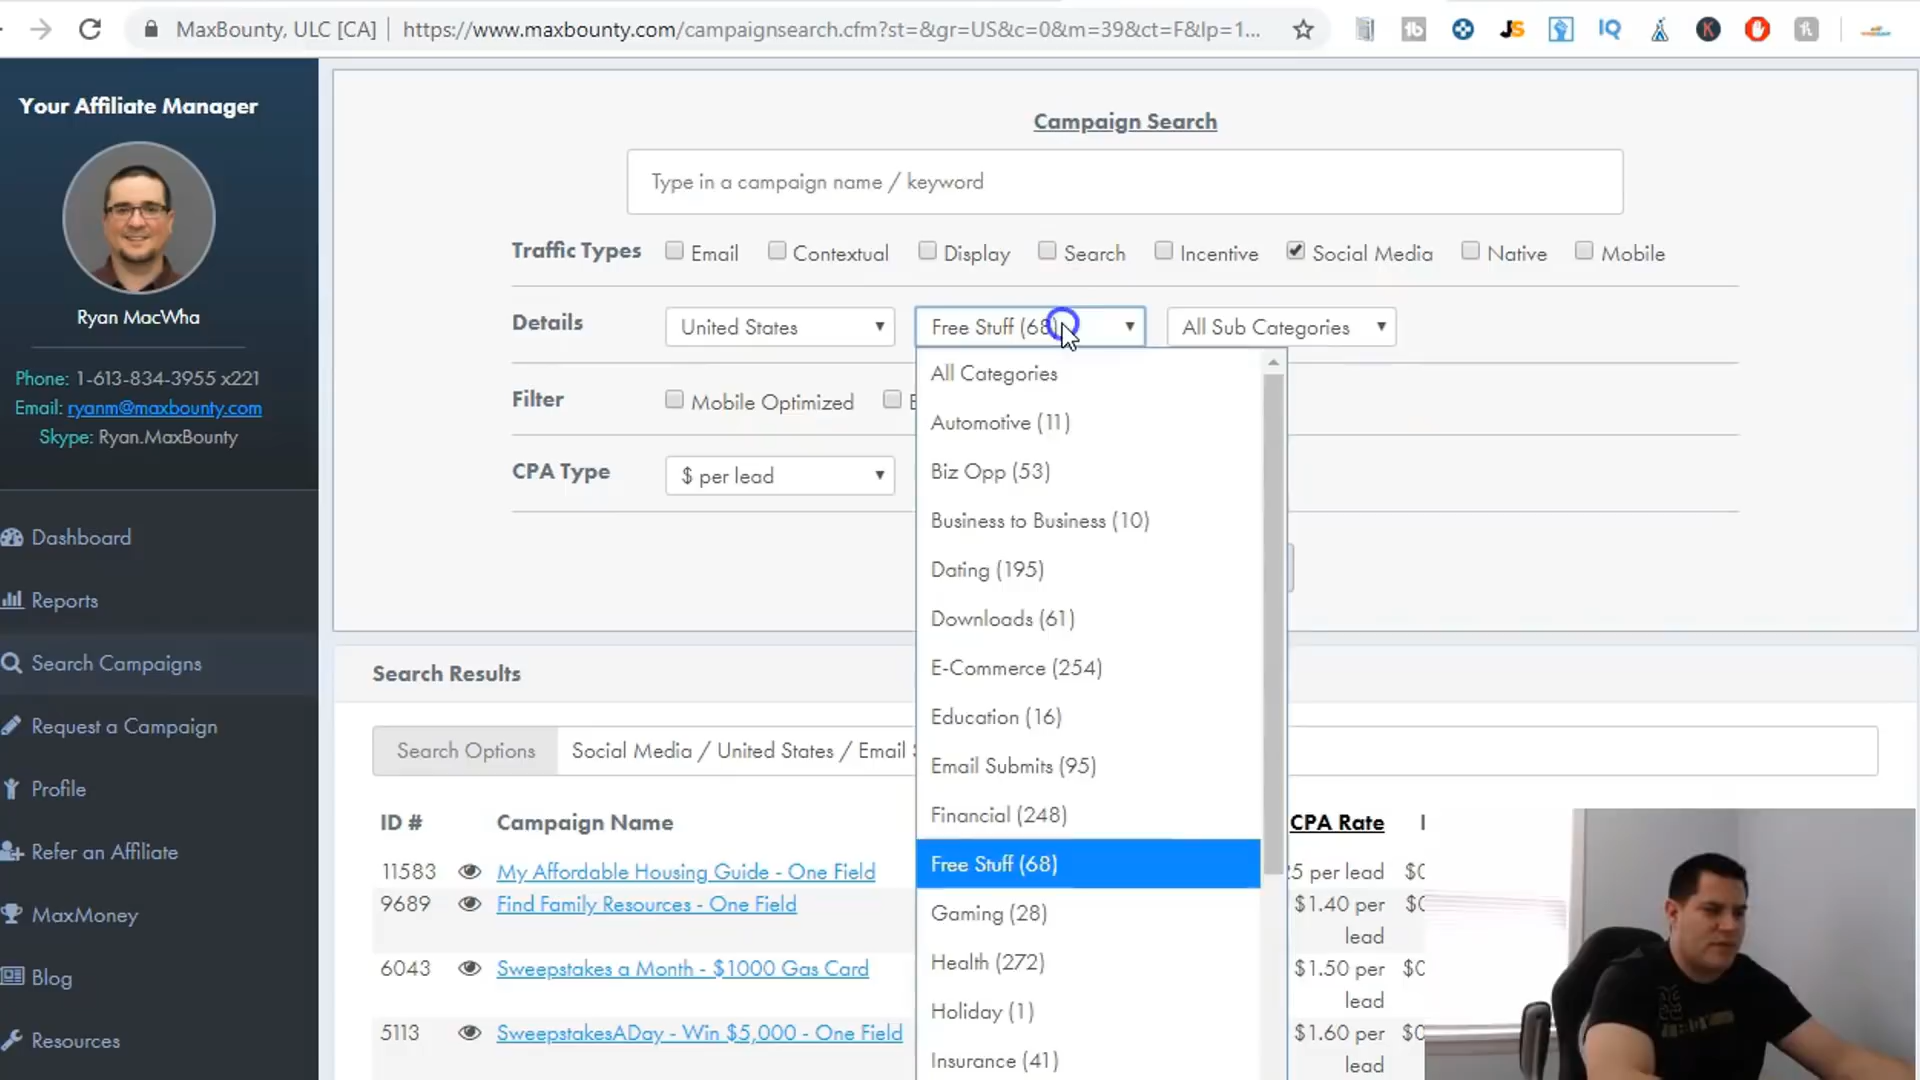 MaxBounty, ULC [CA] | https://www.maxbounty.com/campaignsearch.cfm?st=&gr=US&c=0&m=39&ct=F&lp=1...
Your Affiliate Manager
Ryan MacWha
Phone: 1-613-834-3955 x221
Email: ryanm@maxbounty.com
Skype: Ryan.MaxBounty
Dashboard
Reports
Search Campaigns
Request a Campaign
Profile
Refer an Affiliate
MaxMoney
Blog
Resources
Campaign Search
Type in a campaign name / keyword
Traffic Types Email Contextual Display Search Incentive Social Media Native Mobile
Details United States Free Stuff (68) All Sub Categories
Filter Mobile Optimized
CPA Type $ per lead
All Categories
Automotive (11)
Biz Opp (53)
Business to Business (10)
Dating (195)
Downloads (61)
E-Commerce (254)
Education (16)
Email Submits (95)
Financial (248)
Free Stuff (68)
Gaming (28)
Health (272)
Holiday (1)
Insurance (41)
Search Results
Search Options Social Media / United States / Email
ID # Campaign Name CPA Rate
11583 My Affordable Housing Guide - One Field 5 per lead
9689 Find Family Resources - One Field $1.40 per
lead
6043 Sweepstakes a Month - $1000 Gas Card $1.50 per
lead
5113 SweepstakesADay - Win $5,000 - One Field $1.60 per
lead